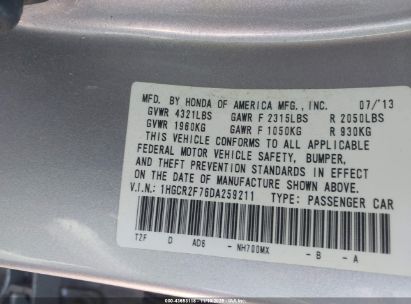 MFD. BY HONDA OF AMERICA MFG., INC. 07/'13
GVWR 4321LBS GAWR F 2315LBS R 2050LBS
GVWR 1960KG GAWR F 1050KG R 930KG
THIS VEHICLE CONFORMS TO ALL APPLICABLE
FEDERAL MOTOR VEHICLE SAFETY, BUMPER,
AND THEFT PREVENTION STANDARDS IN EFFECT
ON THE DATE OF MANUFACTURE SHOWN ABOVE.
V.I.N.: 1HGCR2F76DA259211 TYPE: PASSENGER CAR
T2F D AD6 - NH700MX - B - A